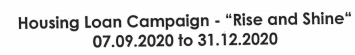 Housing Loan Campaign - “Rise and Shine“
07.09.2020 to 31.12.2020